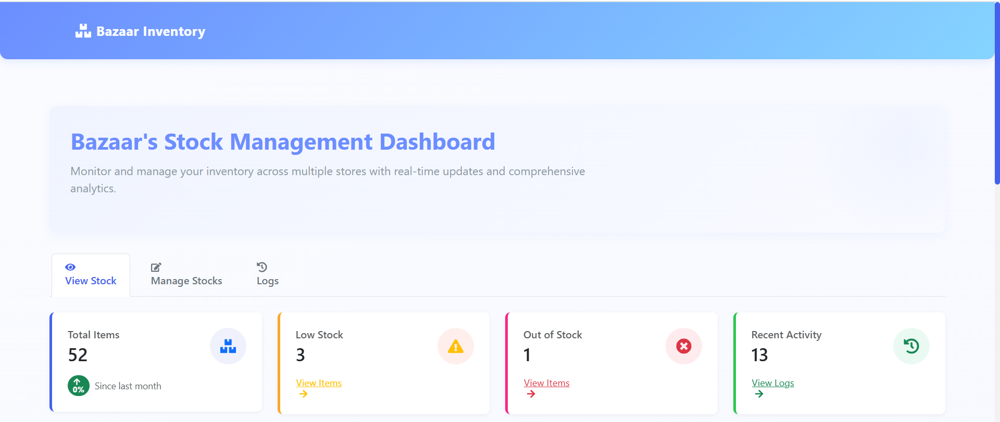 Bazaar Inventory
Bazaar's Stock Management Dashboard
Monitor and manage your inventory across multiple stores with real-time updates and comprehensive
analytics.
View Stock
Manage Stocks
Logs
Total Items
52
0%
Since last month
Low Stock
3
View Items
Out of Stock
1
View Items
Recent Activity
13
View Logs